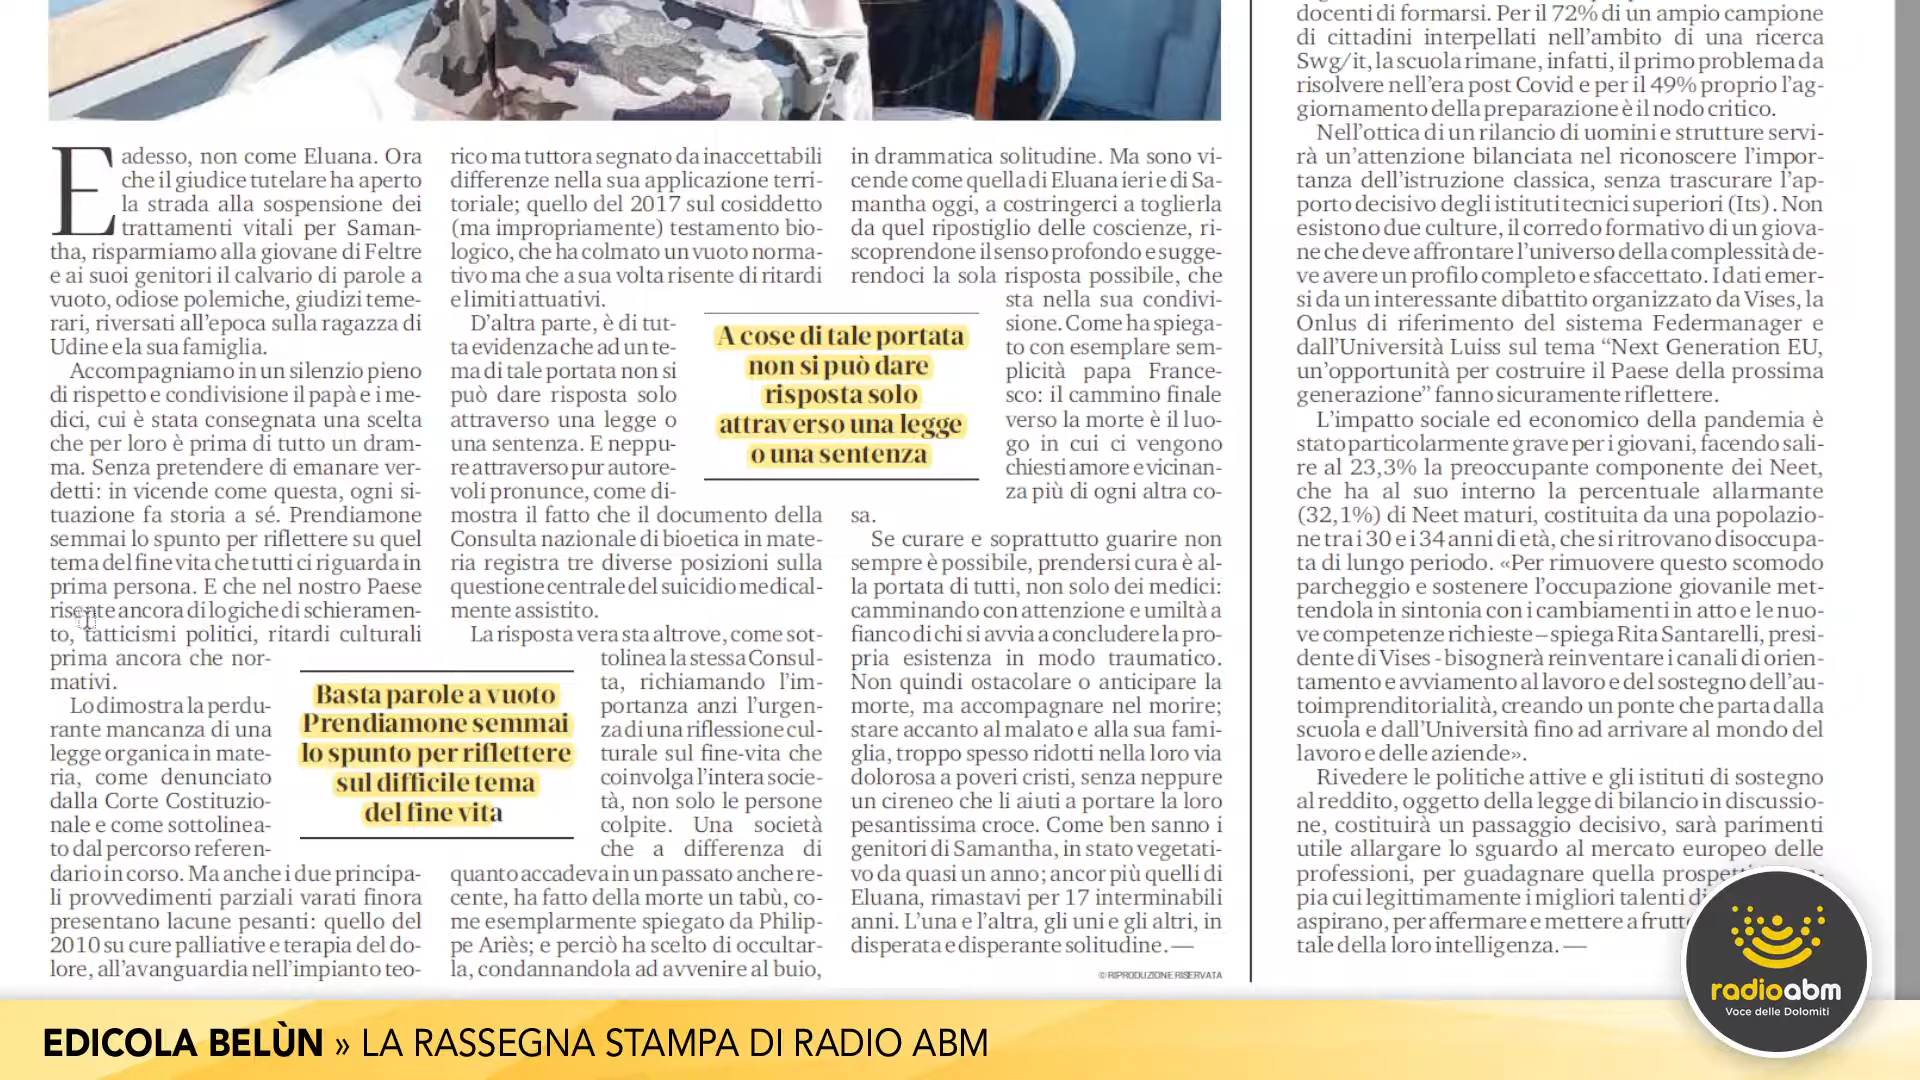 E adesso, non come Eluana. Ora
che il giudice tutelare ha aperto
la strada alla sospensione dei
trattamenti vitali per Saman-
tha, risparmiamo alla giovane di Feltre
e ai suoi genitori il calvario di parole a
vuoto, odiose polemiche, giudizi teme-
rari, riversati all'epoca sulla ragazza di
Udine e la sua famiglia.
Accompagniamo in un silenzio pieno
di rispetto e condivisione il papà e i me-
dici, cui è stata consegnata una scelta
che per loro è prima di tutto un dram-
ma. Senza pretendere di emanare ver-
detti: in vicende come questa, ogni si-
tuazione fa storia a sé. Prendiamone
semmai lo spunto per riflettere su quel
tema del fine vita che tutti ci riguarda in
prima persona. E che nel nostro Paese
risente ancora di logiche di schieramen-
to, tatticismi politici, ritardi culturali
prima ancora che nor-
mativi.
Lo dimostra la perdu-
rante mancanza di una
legge organica in mate-
ria, come denunciato
dalla Corte Costituzio-
nale e come sottolinea-
to dal percorso referen-
dario in corso. Ma anche i due principa-
li provvedimenti parziali varati finora
presentano lacune pesanti: quello del
2010 su cure palliative e terapia del do-
lore, all'avanguardia nell'impianto teo-
Basta parole a vuoto
Prendiamone semmai
lo spunto per riflettere
sul difficile tema
del fine vita
rico ma tuttora segnato da inaccettabili
differenze nella sua applicazione terri-
toriale; quello del 2017 sul cosiddetto
(ma impropriamente) testamento bio-
logico, che ha colmato un vuoto norma-
tivo ma che a sua volta risente di ritardi
e limiti attuativi.
D'altra parte, è di tut-
ta evidenza che ad un te-
ma di tale portata non si
può dare risposta solo
attraverso una legge o
una sentenza. E neppu-
re attraverso pur autore-
voli pronunce, come di-
mostra il fatto che il documento della
Consulta nazionale di bioetica in mate-
ria registra tre diverse posizioni sulla
questione centrale del suicidio medical-
mente assistito.
La risposta vera sta altrove, come sot-
tolinea la stessa Consul-
ta, richiamando l'im-
portanza anzi l'urgen-
za di una riflessione cul-
turale sul fine-vita che
coinvolga l'intera socie-
tà, non solo le persone
colpite. Una società
che a differenza di
quanto accadeva in un passato anche re-
cente, ha fatto della morte un tabù, co-
me esemplarmente spiegato da Philip-
pe Ariès; e perciò ha scelto di occultar-
la, condannandola ad avvenire al buio,
A cose di tale portata
non si può dare
risposta solo
attraverso una legge
o una sentenza
in drammatica solitudine. Ma sono vi-
cende come quella di Eluana ieri e di Sa-
mantha oggi, a costringerci a toglierla
da quel ripostiglio delle coscienze, ri-
scoprendone il senso profondo e sugge-
rendoci la sola risposta possibile, che
sta nella sua condivi-
sione. Come ha spiega-
to con esemplare sem-
plicità papa France-
sco: il cammino finale
verso la morte è il luo-
go in cui ci vengono
chiesti amore e vicinan-
za più di ogni altra co-
sa.
Se curare e soprattutto guarire non
sempre è possibile, prendersi cura è al-
la portata di tutti, non solo dei medici:
camminando con attenzione e umiltà a
fianco di chi si avvia a concludere la pro-
pria esistenza in modo traumatico.
Non quindi ostacolare o anticipare la
morte, ma accompagnare nel morire;
stare accanto al malato e alla sua fami-
glia, troppo spesso ridotti nella loro via
dolorosa a poveri cristi, senza neppure
un cireneo che li aiuti a portare la loro
pesantissima croce. Come ben sanno i
genitori di Samantha, in stato vegetati-
vo da quasi un anno; ancor più quelli di
Eluana, rimastavi per 17 interminabili
anni. L'una e l'altra, gli uni e gli altri, in
disperata e disperante solitudine. —
© RIPRODUZIONE RISERVATA
docenti di formarsi. Per il 72% di un ampio campione
di cittadini interpellati nell'ambito di una ricerca
Swg/it, la scuola rimane, infatti, il primo problema da
risolvere nell'era post Covid e per il 49% proprio l'ag-
giornamento della preparazione è il nodo critico.
Nell'ottica di un rilancio di uomini e strutture servi-
rà un'attenzione bilanciata nel riconoscere l'impor-
tanza dell'istruzione classica, senza trascurare l'ap-
porto decisivo degli istituti tecnici superiori (Its). Non
esistono due culture, il corredo formativo di un giova-
ne che deve affrontare l'universo della complessità de-
ve avere un profilo completo e sfaccettato. I dati emer-
si da un interessante dibattito organizzato da Vises, la
Onlus di riferimento del sistema Federmanager e
dall'Università Luiss sul tema “Next Generation EU,
un'opportunità per costruire il Paese della prossima
generazione” fanno sicuramente riflettere.
L'impatto sociale ed economico della pandemia è
stato particolarmente grave per i giovani, facendo sali-
re al 23,3% la preoccupante componente dei Neet,
che ha al suo interno la percentuale allarmante
(32,1%) di Neet maturi, costituita da una popolazio-
ne tra i 30 e i 34 anni di età, che si ritrovano disoccupa-
ta di lungo periodo. «Per rimuovere questo scomodo
parcheggio e sostenere l'occupazione giovanile met-
tendola in sintonia con i cambiamenti in atto e le nuo-
ve competenze richieste – spiega Rita Santarelli, presi-
dente di Vises - bisognerà reinventare i canali di orien-
tamento e avviamento al lavoro e del sostegno dell'au-
toimprenditorialità, creando un ponte che parta dalla
scuola e dall'Università fino ad arrivare al mondo del
lavoro e delle aziende».
Rivedere le politiche attive e gli istituti di sostegno
al reddito, oggetto della legge di bilancio in discussio-
ne, costituirà un passaggio decisivo, sarà parimenti
utile allargare lo sguardo al mercato europeo delle
professioni, per guadagnare quella
pia cui legittimamente i migliori talenti
aspirano, per affermare e mettere a
tale della loro intelligenza. —
radioabm
Voce delle Dolomiti
EDICOLA BELÙN » LA RASSEGNA STAMPA DI RADIO ABM